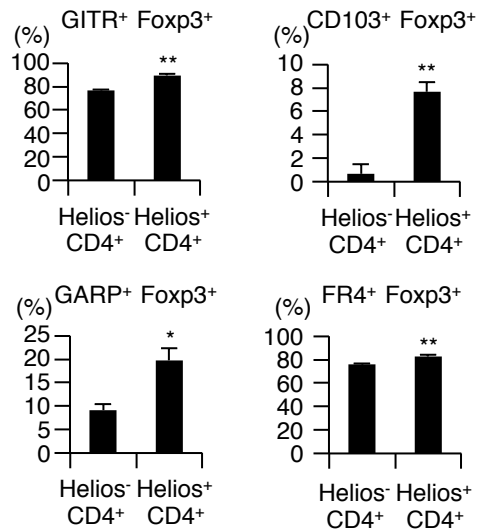 GITR⁺ Foxp3⁺
(%)
100
80
60
40
20
0
**
Helios⁻ Helios⁺
CD4⁺ CD4⁺
CD103⁺ Foxp3⁺
(%)
10
8
6
4
2
0
**
Helios⁻ Helios⁺
CD4⁺ CD4⁺
GARP⁺ Foxp3⁺
(%)
25
20
15
10
5
0
*
Helios⁻ Helios⁺
CD4⁺ CD4⁺
FR4⁺ Foxp3⁺
(%)
100
80
60
40
20
0
**
Helios⁻ Helios⁺
CD4⁺ CD4⁺